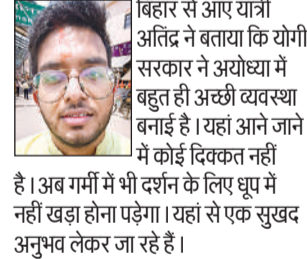 बिहार से आए यात्री
अतिंद्र ने बताया कि योगी
सरकार ने अयोध्या में
बहुत ही अच्छी व्यवस्था
बनाई है। यहां आने जाने
में कोई दिक्कत नहीं
है। अब गर्मी में भी दर्शन के लिए धूप में
नहीं खड़ा होना पड़ेगा। यहां से एक सुखद
अनुभव लेकर जा रहे हैं।